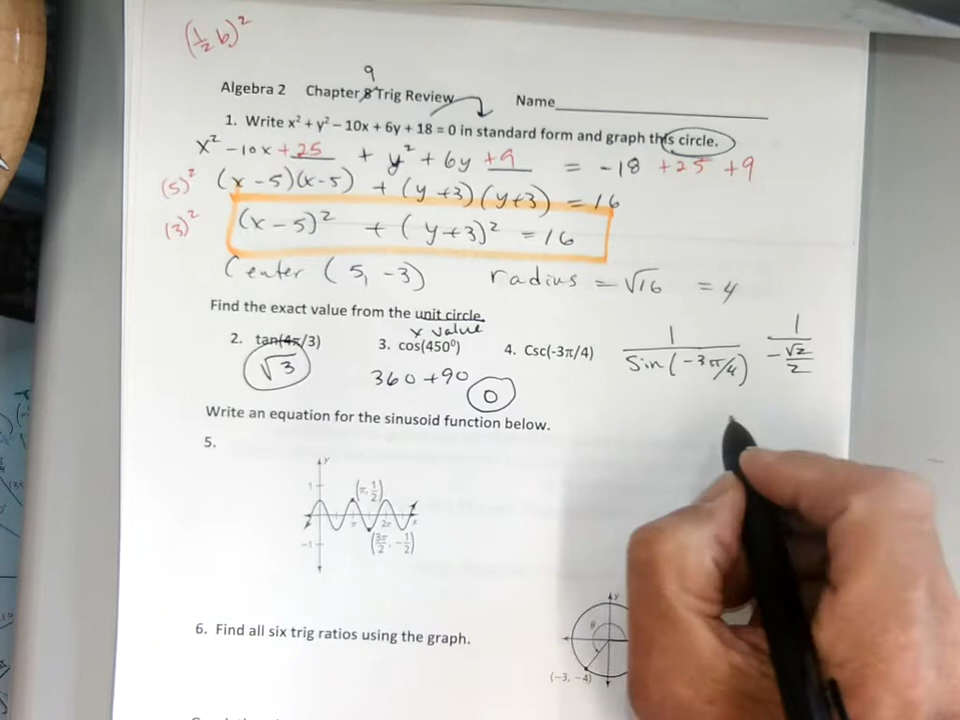 (½ b)²
9
Algebra 2 Chapter 8 Trig Review Name
1. Write x² + y² – 10x + 6y + 18 = 0 in standard form and graph this circle.
x² – 10x + 25 + y² + 6y + 9 = -18 + 25 + 9
(5)² (x – 5)(x – 5) + (y + 3)(y + 3) = 16
(3)² (x – 5)² + (y + 3)² = 16
Center (5, -3) radius = √16 = 4
Find the exact value from the unit circle.
x value
2. tan(4π/3) 3. cos(450⁰) 4. Csc(-3π/4) 1/Sin(-3π/4) 1/(-√2/2)
√3 360 + 90 0
Write an equation for the sinusoid function below.
5.
y
1 (π, 1/2)
π 2π x
-1 (3π/2, -1/2)
6. Find all six trig ratios using the graph.
y
θ
(-3, -4)